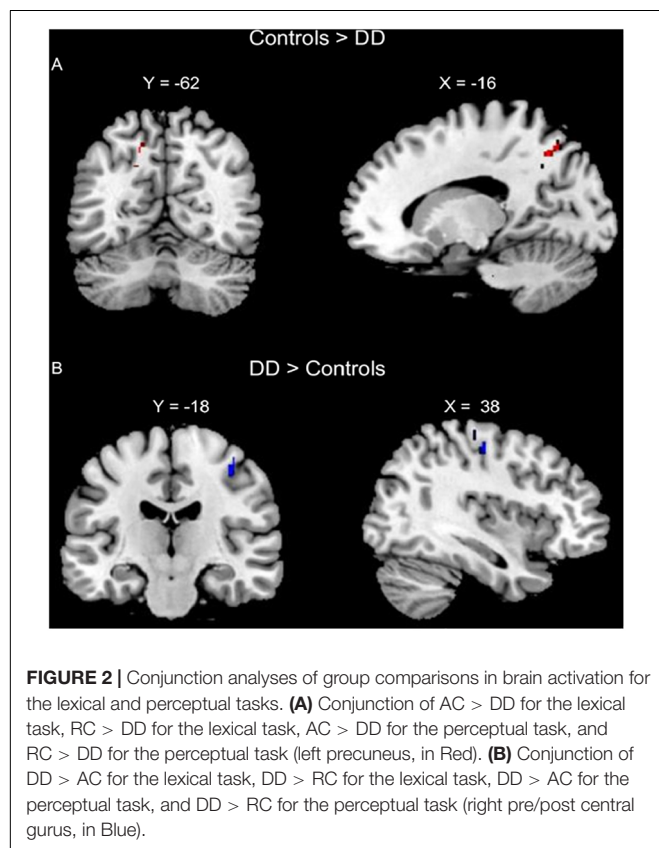 Controls > DD
A
Y = -62
X = -16
B
DD > Controls
Y = -18
X = 38
FIGURE 2 | Conjunction analyses of group comparisons in brain activation for
the lexical and perceptual tasks. (A) Conjunction of AC > DD for the lexical
task, RC > DD for the lexical task, AC > DD for the perceptual task, and
RC > DD for the perceptual task (left precuneus, in Red). (B) Conjunction of
DD > AC for the lexical task, DD > RC for the lexical task, DD > AC for the
perceptual task, and DD > RC for the perceptual task (right pre/post central
gurus, in Blue).